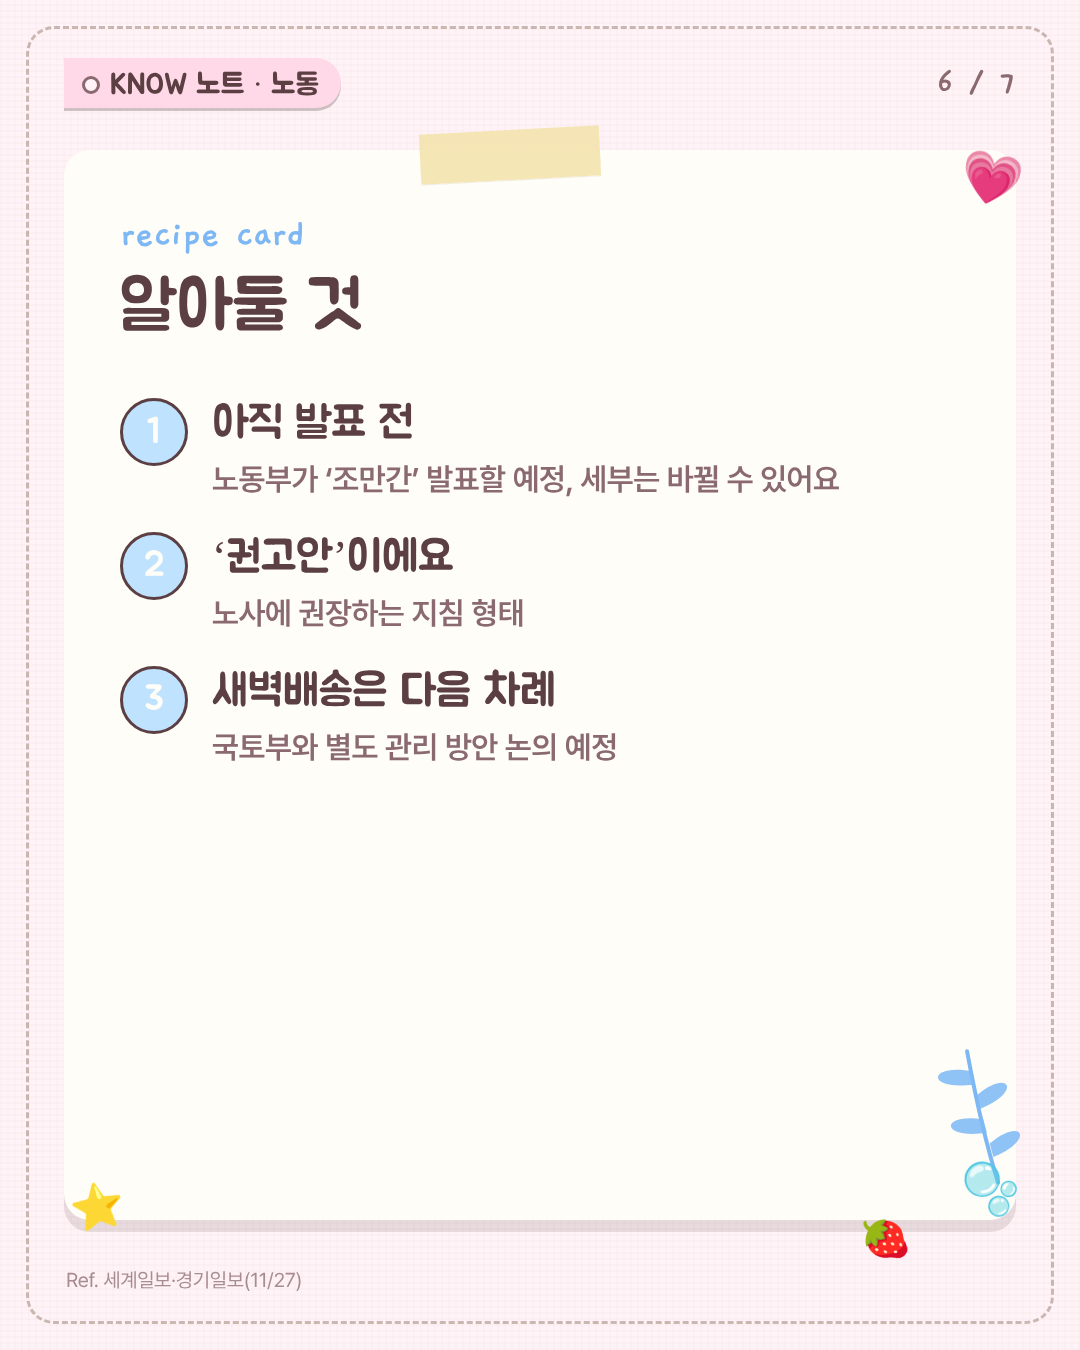 KNOW 노트 · 노동
6 / 7
recipe card
알아둘 것
1
아직 발표 전
노동부가 ‘조만간’ 발표할 예정, 세부는 바뀔 수 있어요
2
‘권고안’이에요
노사에 권장하는 지침 형태
3
새벽배송은 다음 차례
국토부와 별도 관리 방안 논의 예정
Ref. 세계일보·경기일보(11/27)